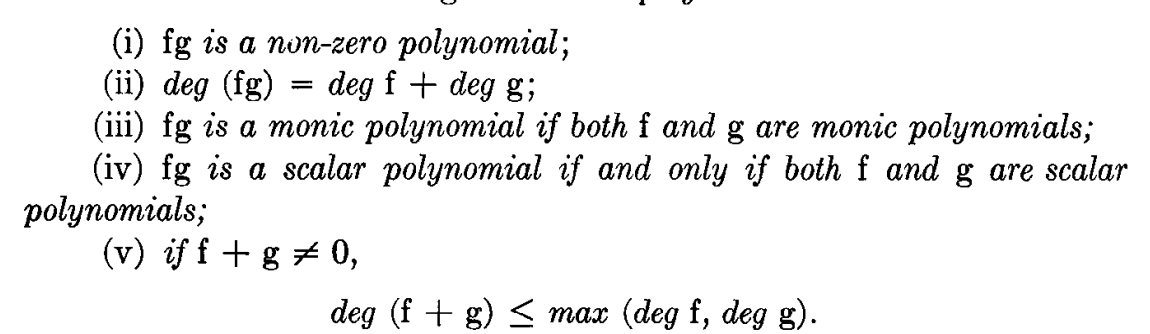 (i) fg is a non-zero polynomial;
(ii) deg (fg) = deg f + deg g;
(iii) fg is a monic polynomial if both f and g are monic polynomials;
(iv) fg is a scalar polynomial if and only if both f and g are scalar
polynomials;
(v) if f + g ≠ 0,
deg (f + g) ≤ max (deg f, deg g).